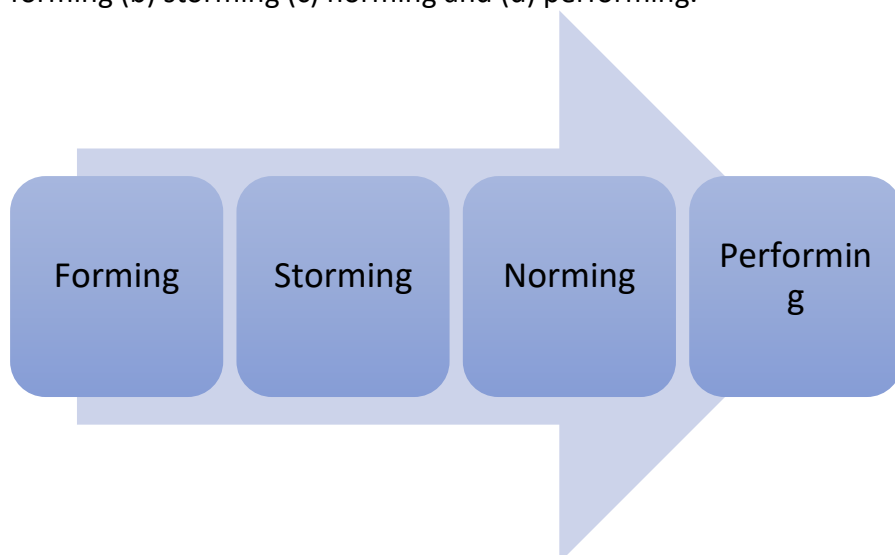 forming (b) storming (c) norming and (d) performing.
Forming
Storming
Norming
Performin
g